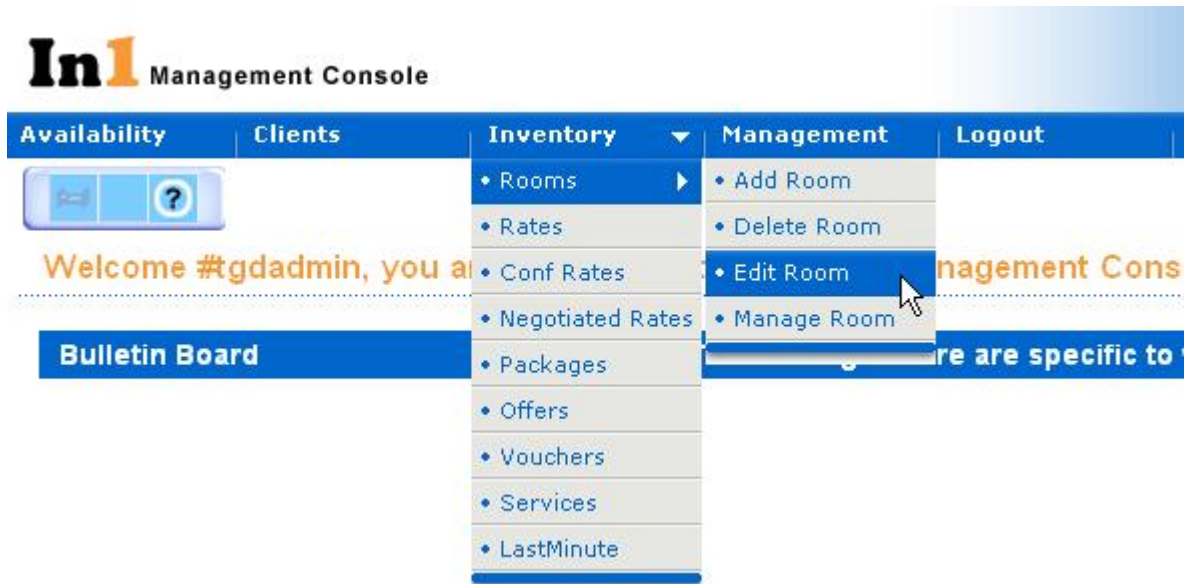 In1 Management Console
Availability Clients Inventory Management Logout
• Rooms • Add Room
?
• Rates • Delete Room
Welcome #tgdadmin, you a • Conf Rates • Edit Room nagement Cons
• Negotiated Rates • Manage Room
Bulletin Board re are specific to
• Packages
• Offers
• Vouchers
• Services
• LastMinute